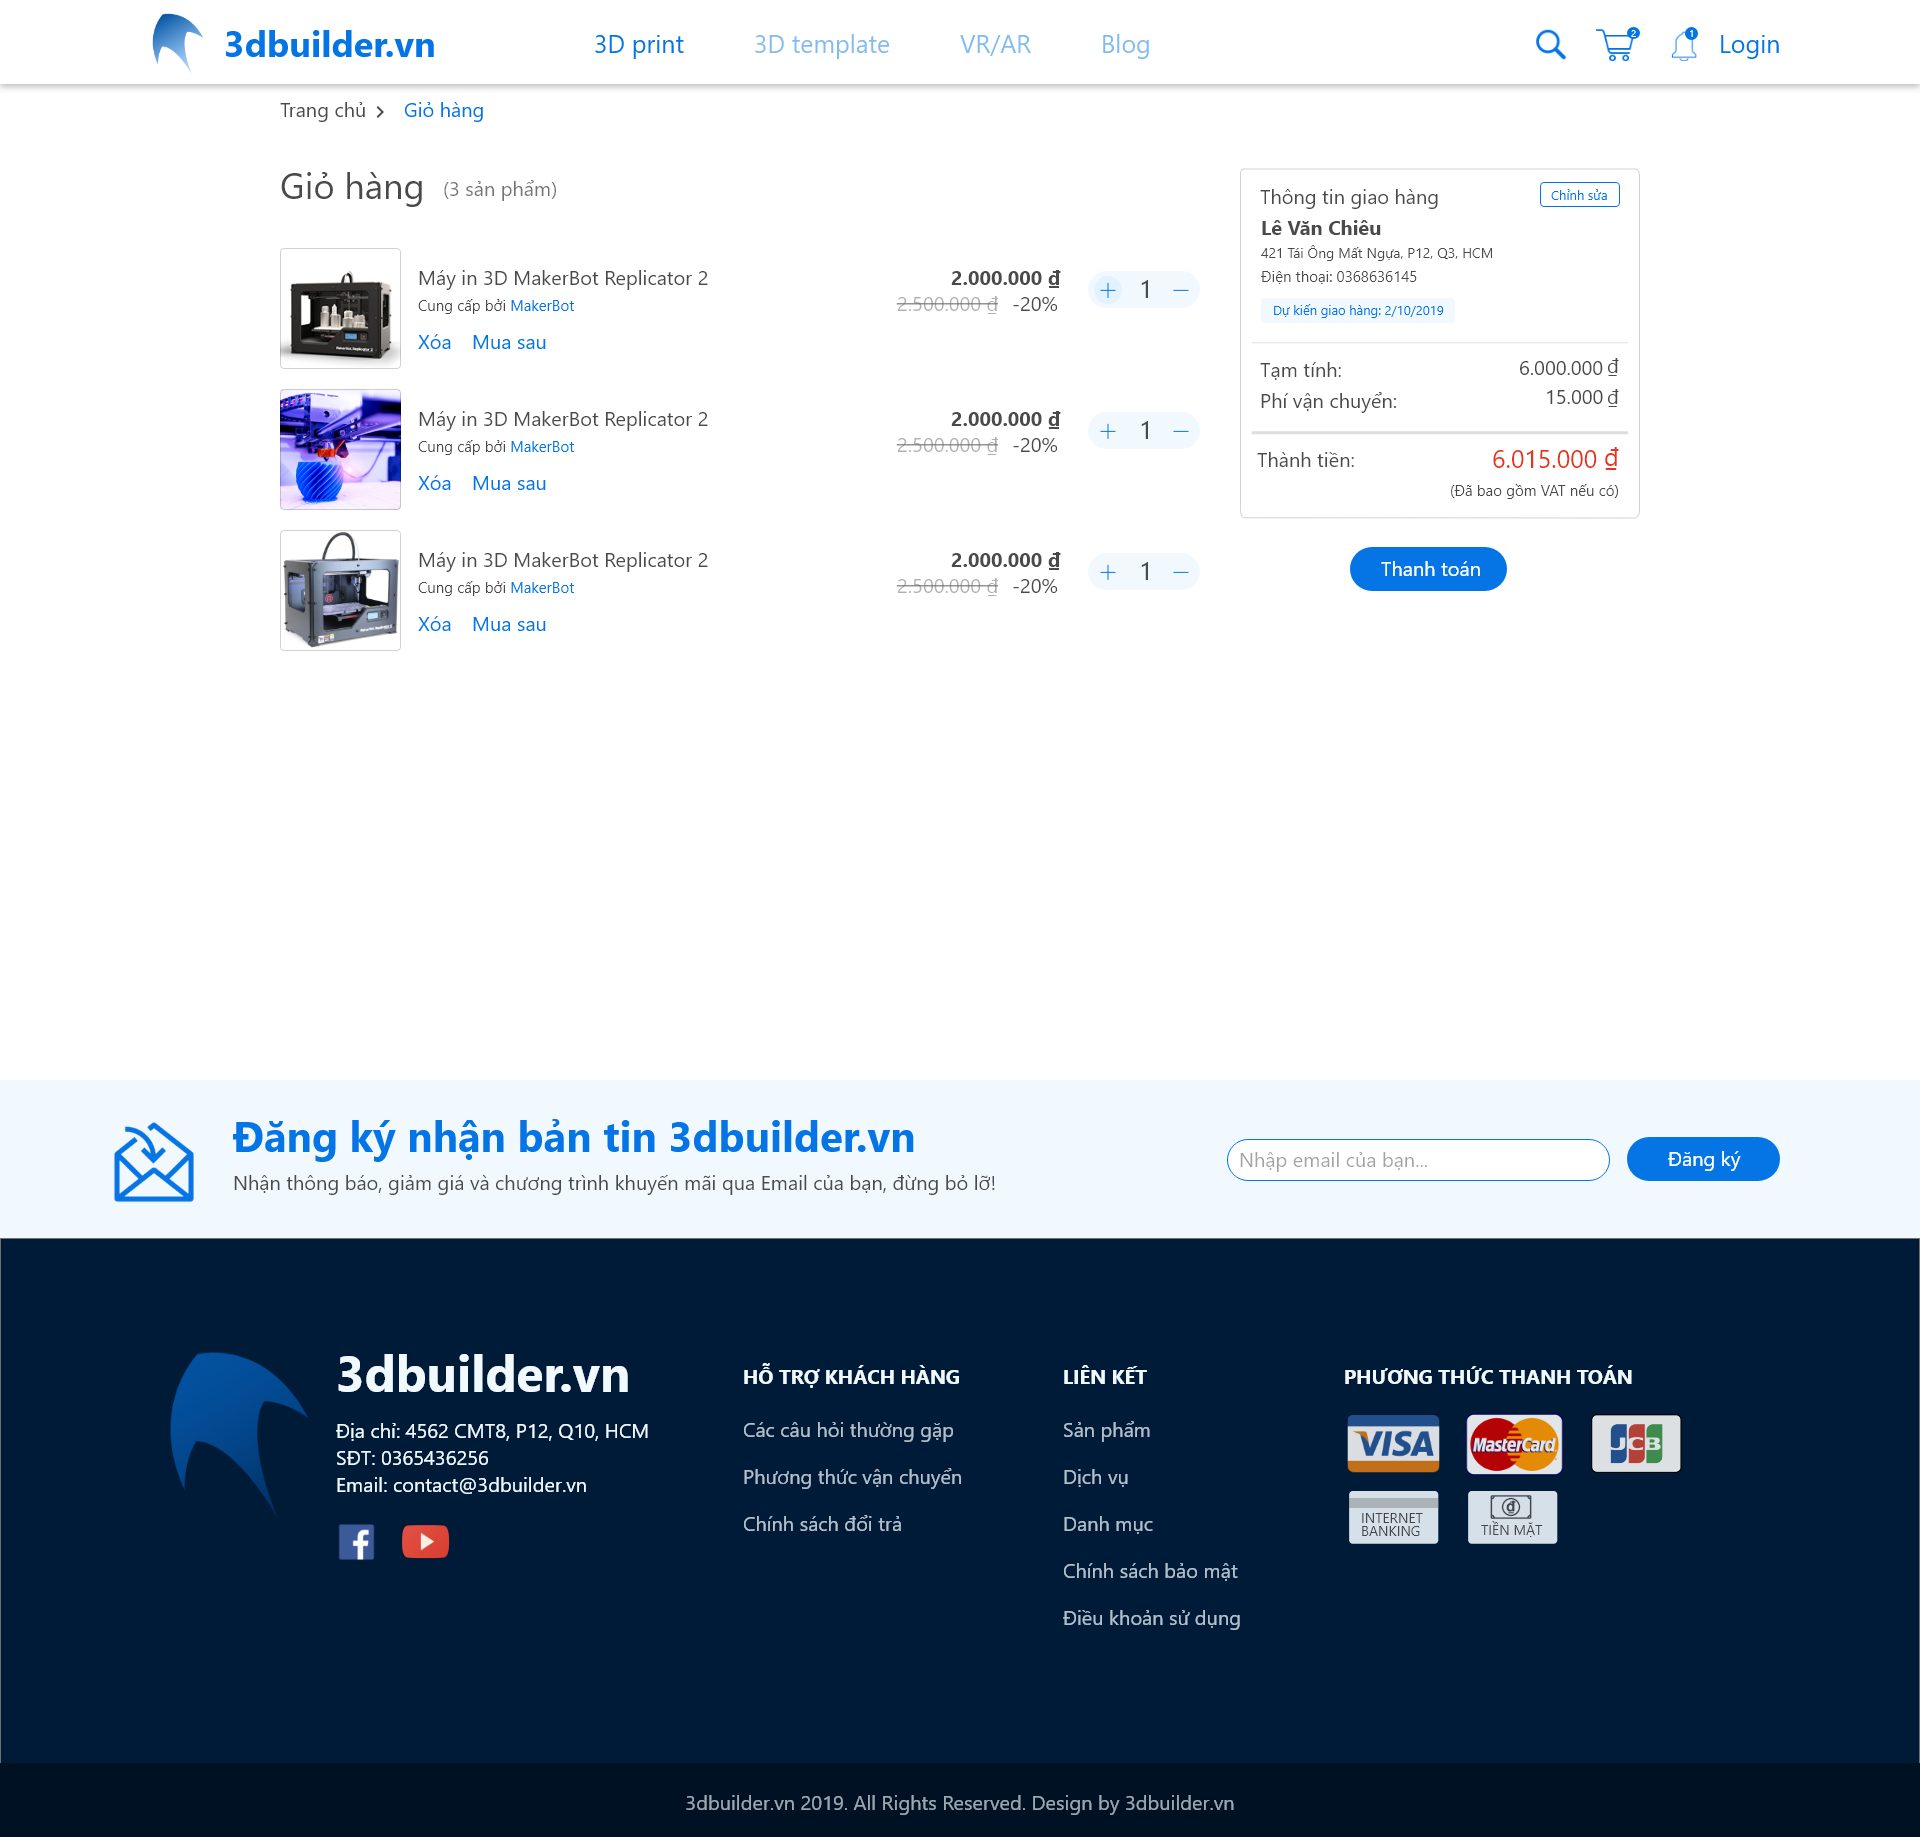 3dbuilder.vn
3D print
3D template
VR/AR
Blog
2
1
Login
Trang chủ
Giỏ hàng
Giỏ hàng (3 sản phẩm)
Máy in 3D MakerBot Replicator 2
Cung cấp bởi MakerBot
Xóa Mua sau
2.000.000 ₫
2.500.000 ₫ -20%
+ 1 −
Máy in 3D MakerBot Replicator 2
Cung cấp bởi MakerBot
Xóa Mua sau
2.000.000 ₫
2.500.000 ₫ -20%
+ 1 −
Máy in 3D MakerBot Replicator 2
Cung cấp bởi MakerBot
Xóa Mua sau
2.000.000 ₫
2.500.000 ₫ -20%
+ 1 −
Thông tin giao hàng
Chỉnh sửa
Lê Văn Chiêu
421 Tái Ông Mất Ngựa, P12, Q3, HCM
Điện thoại: 0368636145
Dự kiến giao hàng: 2/10/2019
Tạm tính: 6.000.000 ₫
Phí vận chuyển: 15.000 ₫
Thành tiền: 6.015.000 ₫
(Đã bao gồm VAT nếu có)
Thanh toán
Đăng ký nhận bản tin 3dbuilder.vn
Nhận thông báo, giảm giá và chương trình khuyến mãi qua Email của bạn, đừng bỏ lỡ!
Nhập email của bạn...
Đăng ký
3dbuilder.vn
Địa chỉ: 4562 CMT8, P12, Q10, HCM
SĐT: 0365436256
Email: contact@3dbuilder.vn
HỖ TRỢ KHÁCH HÀNG
Các câu hỏi thường gặp
Phương thức vận chuyển
Chính sách đổi trả
LIÊN KẾT
Sản phẩm
Dịch vụ
Danh mục
Chính sách bảo mật
Điều khoản sử dụng
PHƯƠNG THỨC THANH TOÁN
VISA
MasterCard
JCB
INTERNET
BANKING
₫
TIỀN MẶT
3dbuilder.vn 2019. All Rights Reserved. Design by 3dbuilder.vn